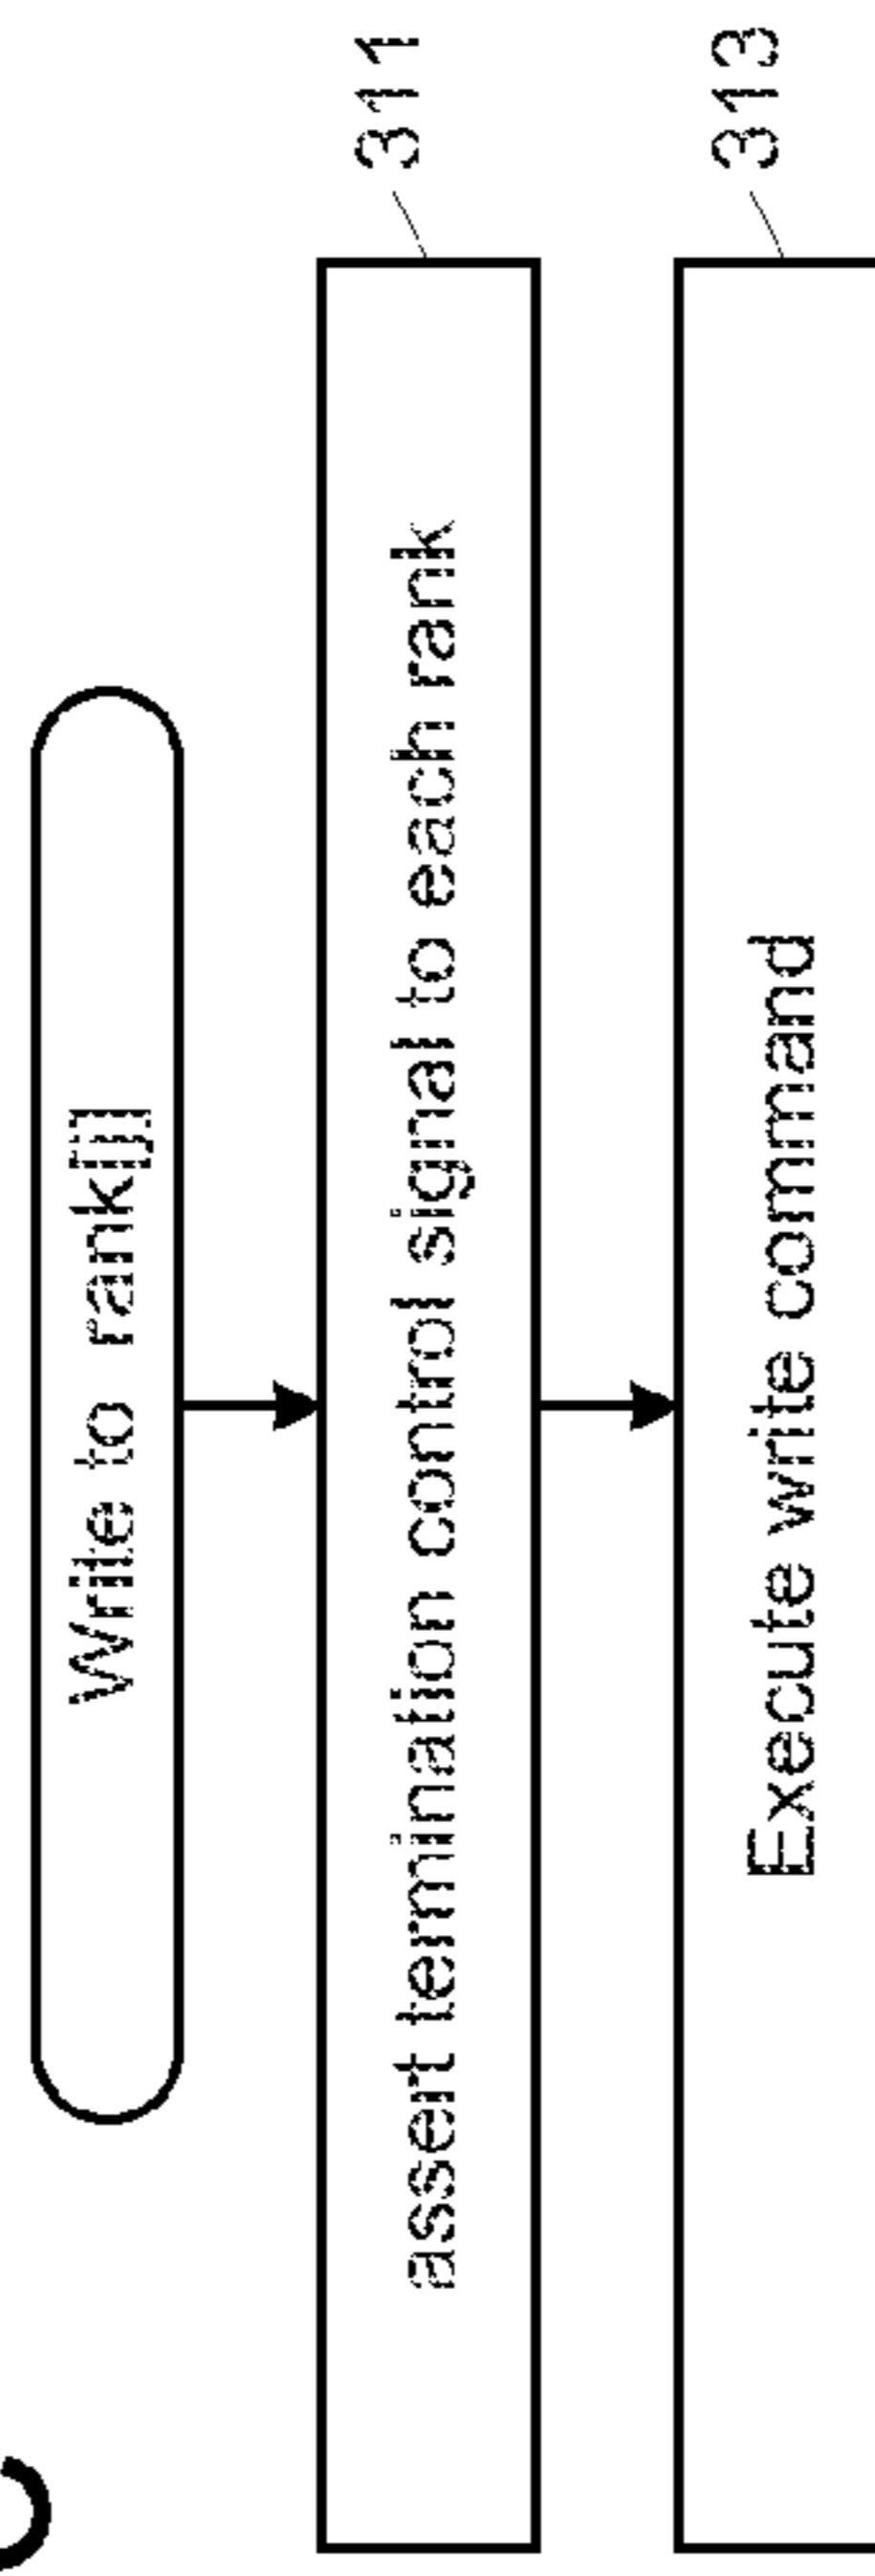 Write to rank[j]
311
assert termination control signal to each rank
313
Execute write command